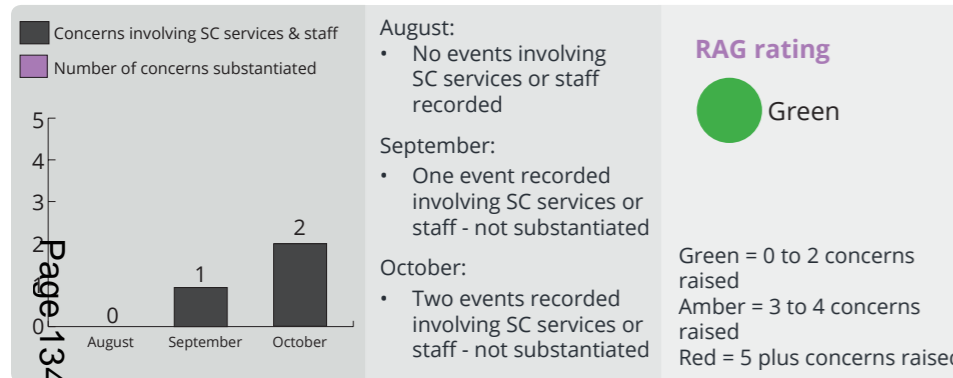 Concerns involving SC services & staff
Number of concerns substantiated
5
4
3
2
1
0
0
1
2
August
September
October
Page 134
August:
• No events involving
SC services or staff
recorded
September:
• One event recorded
involving SC services or
staff - not substantiated
October:
• Two events recorded
involving SC services or
staff - not substantiated
RAG rating
Green
Green = 0 to 2 concerns
raised
Amber = 3 to 4 concerns
raised
Red = 5 plus concerns raised